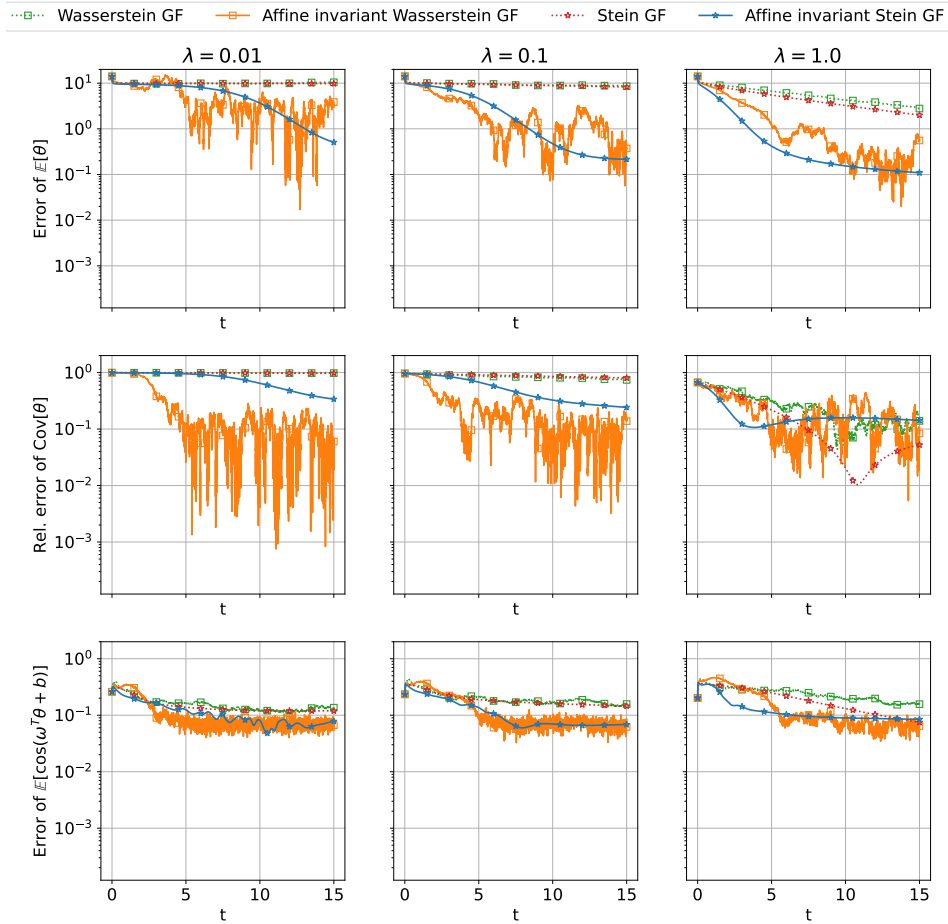 Wasserstein GF Affine invariant Wasserstein GF Stein GF Affine invariant Stein GF
λ = 0.01 λ = 0.1 λ = 1.0
Error of 𝔼[θ]
10¹
10⁰
10⁻¹
10⁻²
10⁻³
t t t
Rel. error of Cov[θ]
10⁰
10⁻¹
10⁻²
10⁻³
t t t
Error of 𝔼[cos(ωᵀθ + b)]
10⁰
10⁻¹
10⁻²
10⁻³
0 5 10 15 0 5 10 15 0 5 10 15
t t t